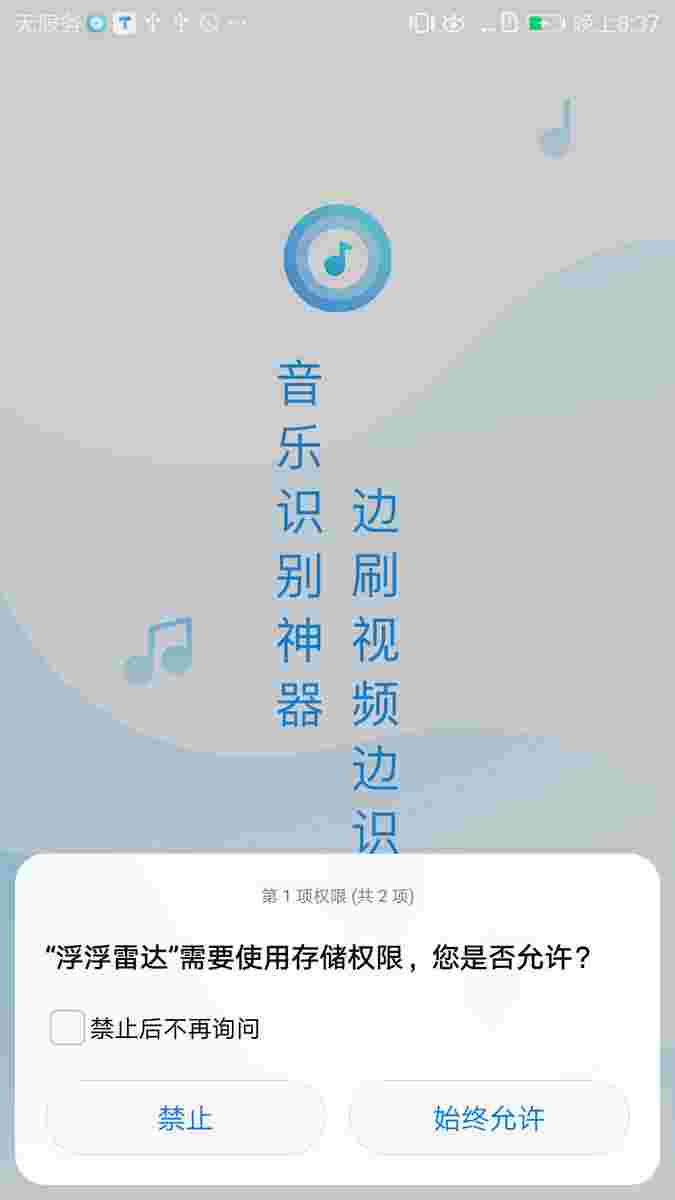 无服务
晚上8:37
音乐识别神器
边刷视频边识
第 1 项权限 (共 2 项)
“浮浮雷达”需要使用存储权限，您是否允许？
禁止后不再询问
禁止
始终允许